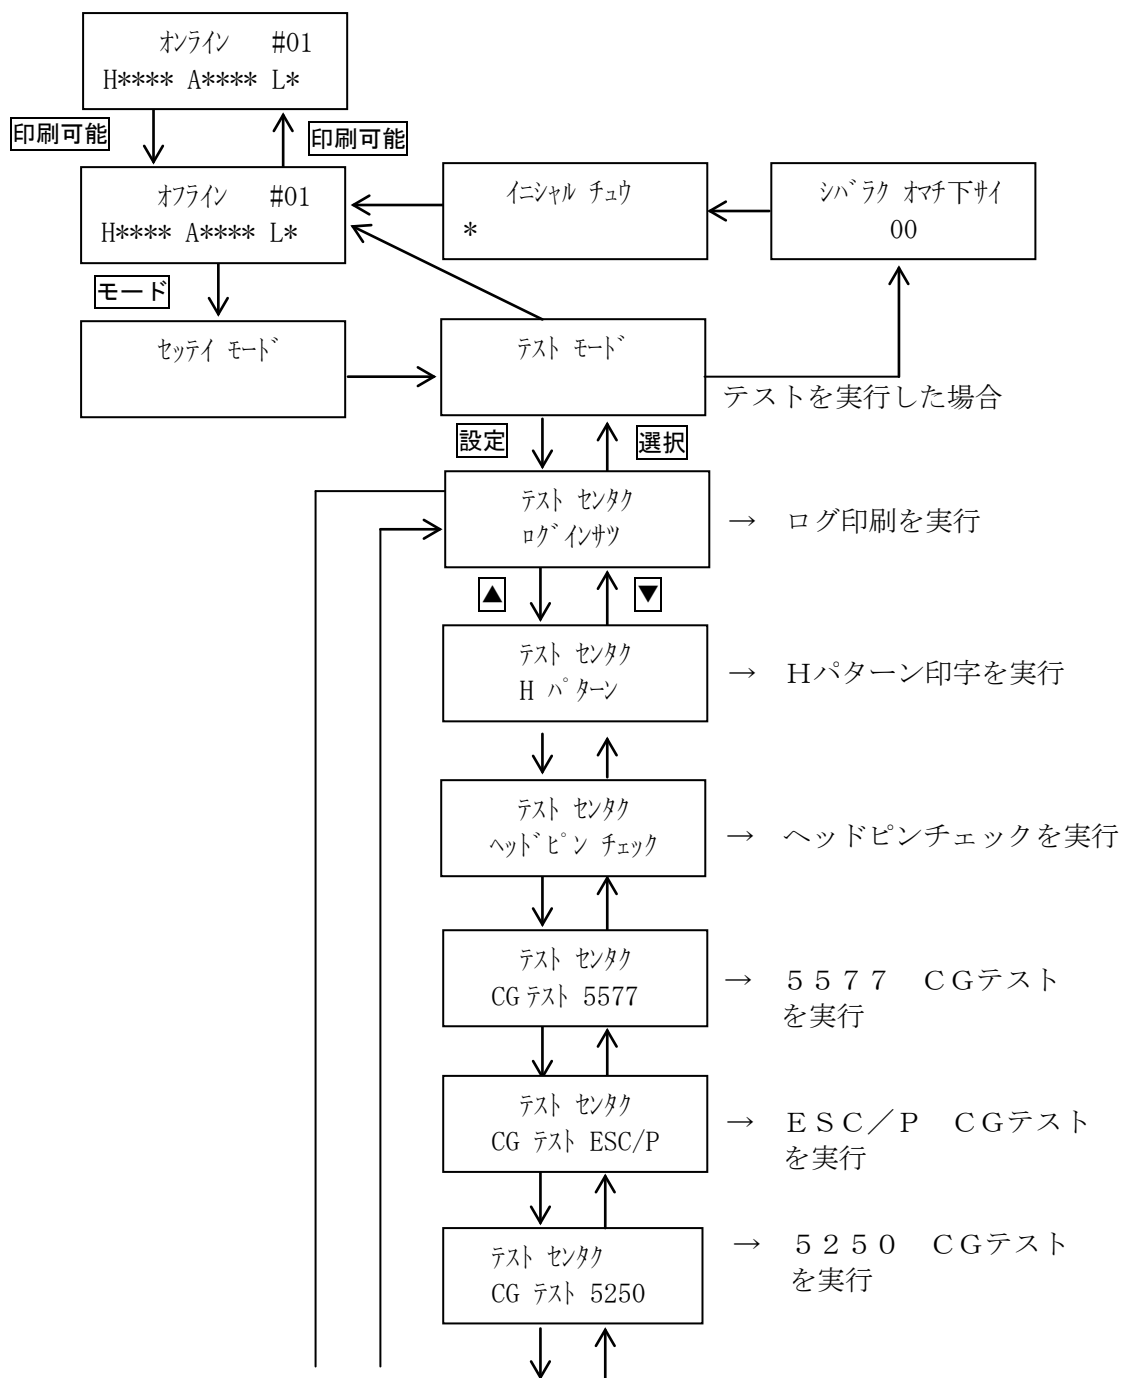 ｵﾝﾗｲﾝ #01
H**** A**** L*
印刷可能
印刷可能
ｵﾌﾗｲﾝ #01
H**** A**** L*
ｲﾆｼｬﾙ ﾁｭｳ
*
ｼﾊﾞﾗｸ ｵﾏﾁ下ｻｲ
00
モード
ｾｯﾃｲ ﾓｰﾄﾞ
ﾃｽﾄ ﾓｰﾄﾞ
テストを実行した場合
設定
選択
ﾃｽﾄ ｾﾝﾀｸ
ﾛｸﾞｲﾝｻﾂ
→ ログ印刷を実行
▲
▼
ﾃｽﾄ ｾﾝﾀｸ
H ﾊﾟﾀｰﾝ
→ Ｈパターン印字を実行
ﾃｽﾄ ｾﾝﾀｸ
ﾍｯﾄﾞﾋﾟﾝ ﾁｪｯｸ
→ ヘッドピンチェックを実行
ﾃｽﾄ ｾﾝﾀｸ
CGﾃｽﾄ 5577
→ ５５７７　ＣＧテスト
を実行
ﾃｽﾄ ｾﾝﾀｸ
CG ﾃｽﾄ ESC/P
→ ＥＳＣ／Ｐ　ＣＧテスト
を実行
ﾃｽﾄ ｾﾝﾀｸ
CG ﾃｽﾄ 5250
→ ５２５０　ＣＧテスト
を実行